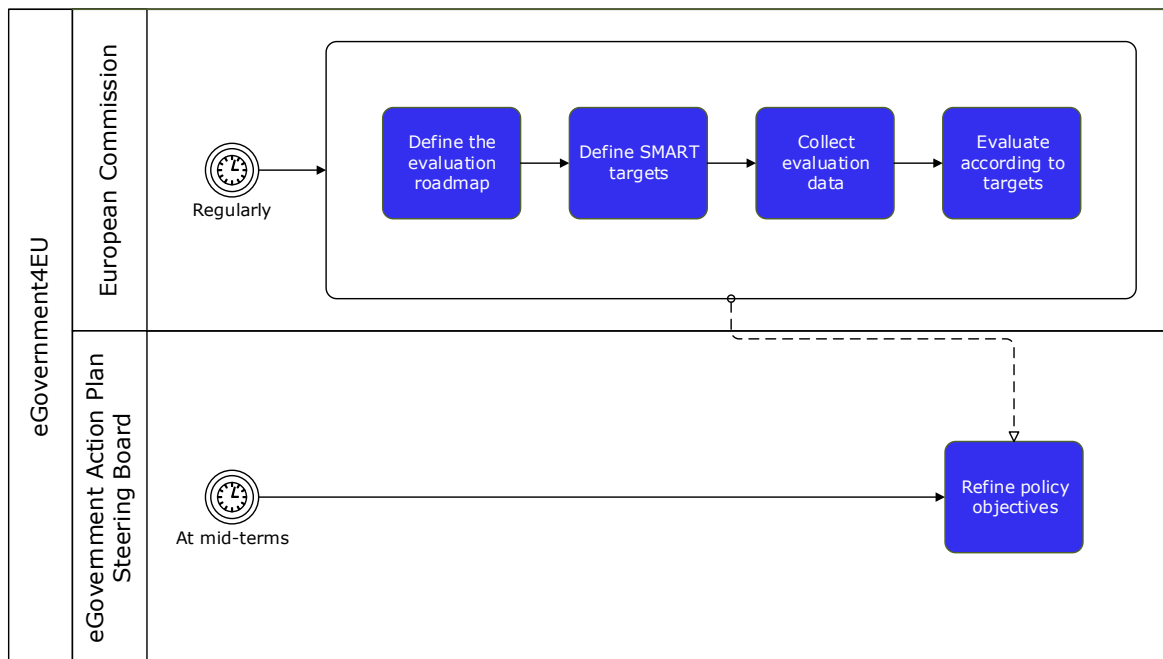 eGovernment4EU
European Commission
Regularly
Define the
evaluation
roadmap
Define SMART
targets
Collect
evaluation
data
Evaluate
according to
targets
eGovernment Action Plan
Steering Board
At mid-terms
Refine policy
objectives